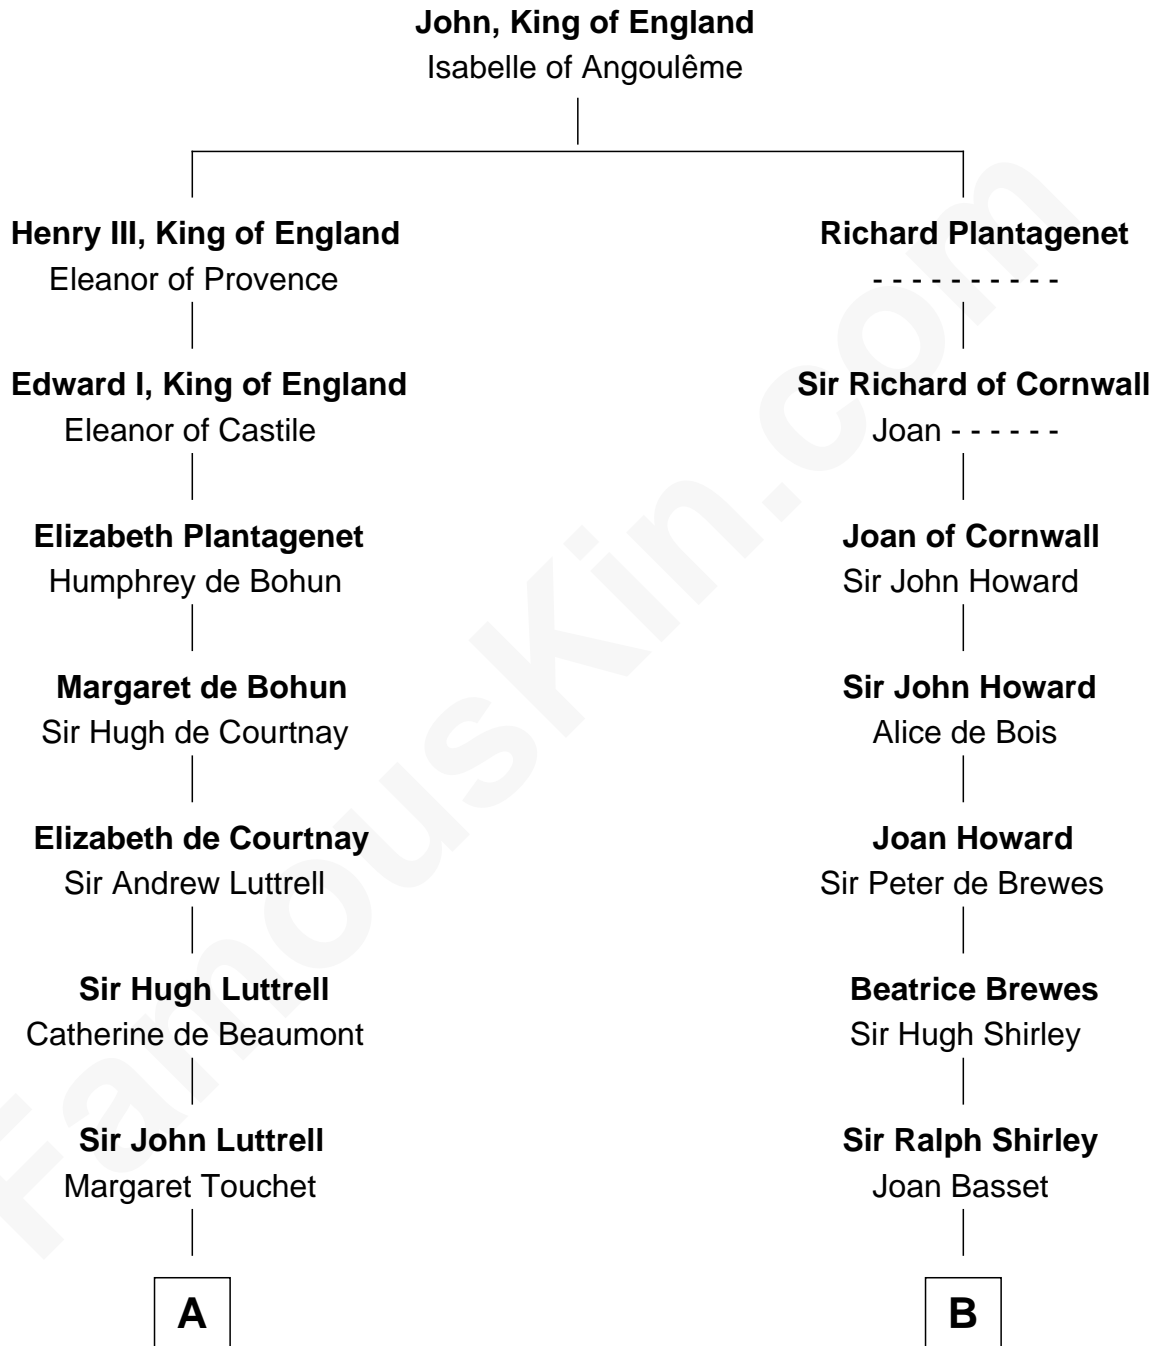 John, King of England
Isabelle of Angoulême
Henry III, King of England
Eleanor of Provence
Richard Plantagenet
- - - - - - - - - -
Edward I, King of England
Eleanor of Castile
Sir Richard of Cornwall
Joan - - - - - -
Elizabeth Plantagenet
Humphrey de Bohun
Joan of Cornwall
Sir John Howard
Margaret de Bohun
Sir Hugh de Courtnay
Sir John Howard
Alice de Bois
Elizabeth de Courtnay
Sir Andrew Luttrell
Joan Howard
Sir Peter de Brewes
Sir Hugh Luttrell
Catherine de Beaumont
Beatrice Brewes
Sir Hugh Shirley
Sir John Luttrell
Margaret Touchet
Sir Ralph Shirley
Joan Basset
A
B
FamousKin.com